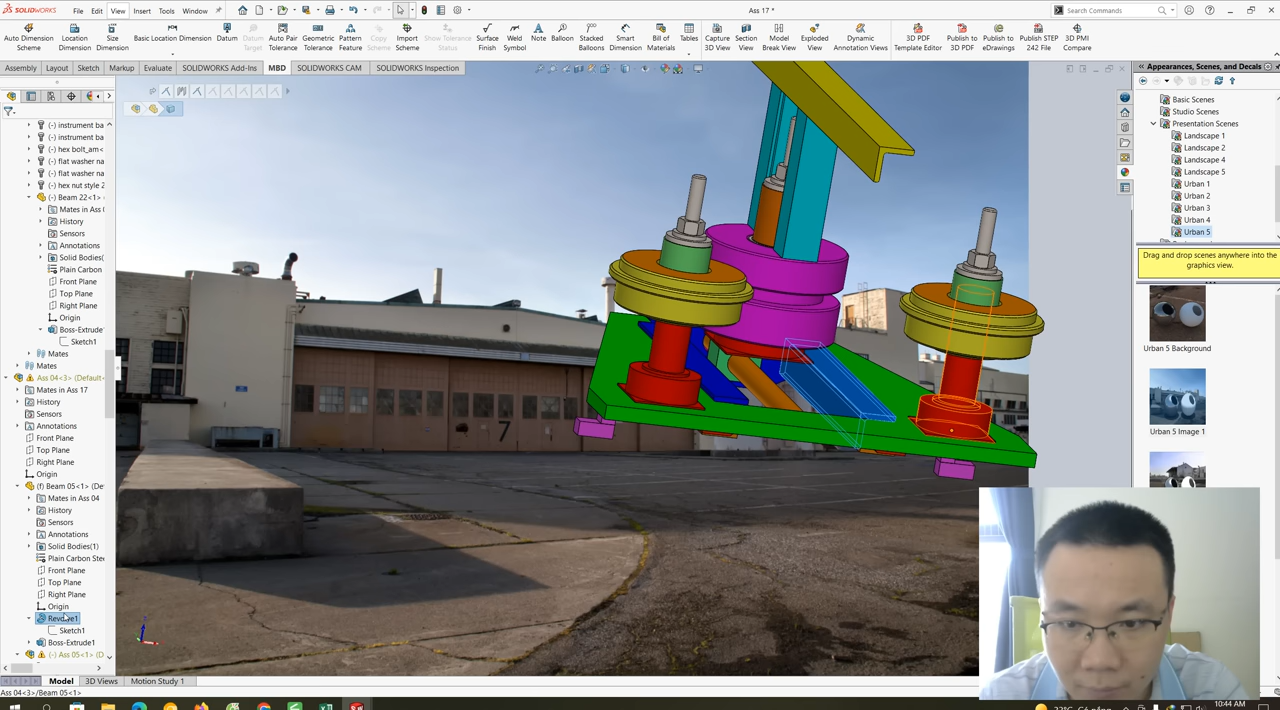 SOLIDWORKS File Edit View Insert Tools Window Ass 17 * Search Commands
Auto Dimension Scheme
Location Dimension
Size Dimension
Basic Location Dimension
Datum
Datum Target
Auto Pair Tolerance
Geometric Tolerance
Pattern Feature
Copy Scheme
Import Scheme
Show Tolerance Status
Surface Finish
Weld Symbol
Note
Balloon
Stacked Balloons
Smart Dimension
Bill of Materials
Tables
Capture 3D View
Section View
Model Break View
Exploded View
Dynamic Annotation Views
3D PDF Template Editor
Publish to 3D PDF
Publish to eDrawings
Publish STEP 242 File
3D PMI Compare
Assembly Layout Sketch Markup Evaluate SOLIDWORKS Add-Ins MBD SOLIDWORKS CAM SOLIDWORKS Inspection
(-) instrument ba
(-) instrument ba
(-) hex bolt_am<
(-) flat washer na
(-) flat washer na
(-) hex nut style 2
(-) Beam 22<1>
Mates in Ass
History
Sensors
Annotations
Solid Bodies(
Plain Carbon
Front Plane
Top Plane
Right Plane
Origin
Boss-Extrude
Sketch1
Mates
Mates
Ass 04<3> (Default
Mates in Ass 17
History
Sensors
Annotations
Front Plane
Top Plane
Right Plane
Origin
(f) Beam 05<1> (De
Mates in Ass 04
History
Sensors
Annotations
Solid Bodies(1)
Plain Carbon Stee
Front Plane
Top Plane
Right Plane
Origin
Revolve1
Sketch1
Boss-Extrude1
(-) Ass 05<1> (D
Model 3D Views Motion Study 1
Ass 04<3>/Beam 05<1>
7
Appearances, Scenes, and Decals
Basic Scenes
Studio Scenes
Presentation Scenes
Landscape 1
Landscape 2
Landscape 4
Landscape 5
Urban 1
Urban 2
Urban 3
Urban 4
Urban 5
Drag and drop scenes anywhere into the
graphics view.
Urban 5 Background
Urban 5 Image 1
10:44 AM